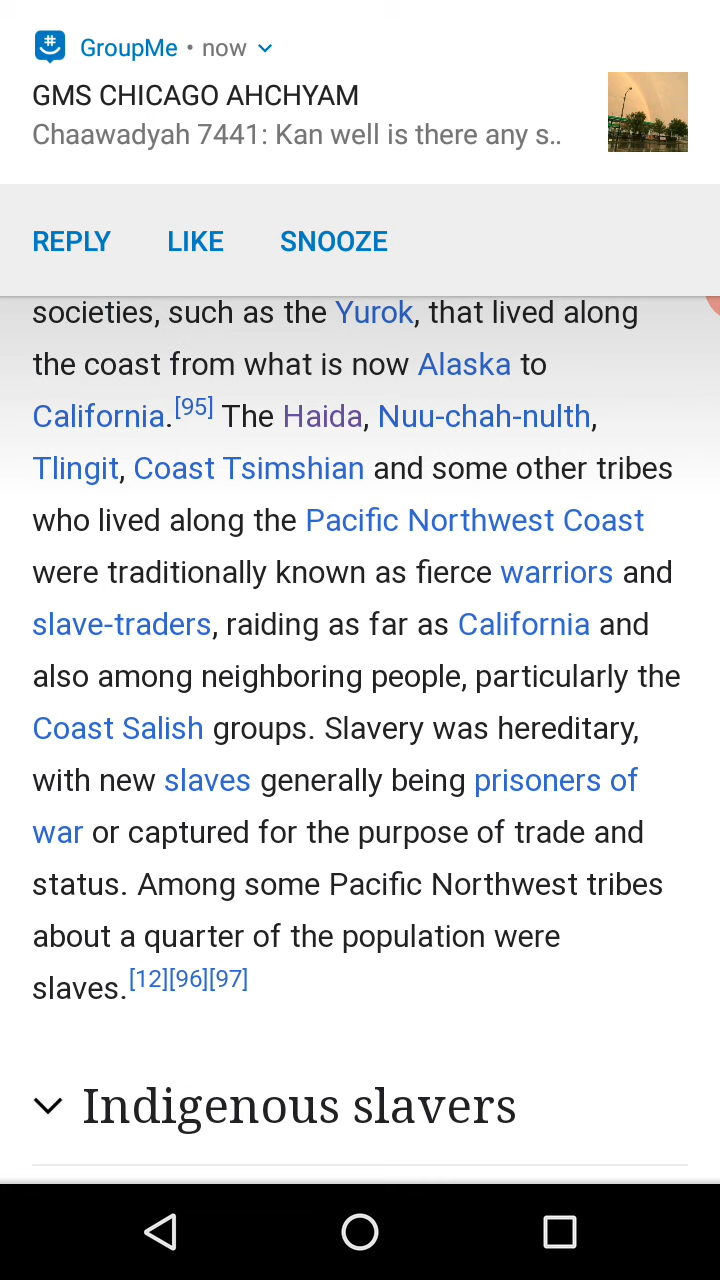 GroupMe • now
GMS CHICAGO AHCHYAM
Chaawadyah 7441: Kan well is there any s..
REPLY LIKE SNOOZE
societies, such as the Yurok, that lived along
the coast from what is now Alaska to
California.[95] The Haida, Nuu-chah-nulth,
Tlingit, Coast Tsimshian and some other tribes
who lived along the Pacific Northwest Coast
were traditionally known as fierce warriors and
slave-traders, raiding as far as California and
also among neighboring people, particularly the
Coast Salish groups. Slavery was hereditary,
with new slaves generally being prisoners of
war or captured for the purpose of trade and
status. Among some Pacific Northwest tribes
about a quarter of the population were
slaves.[12][96][97]
Indigenous slavers